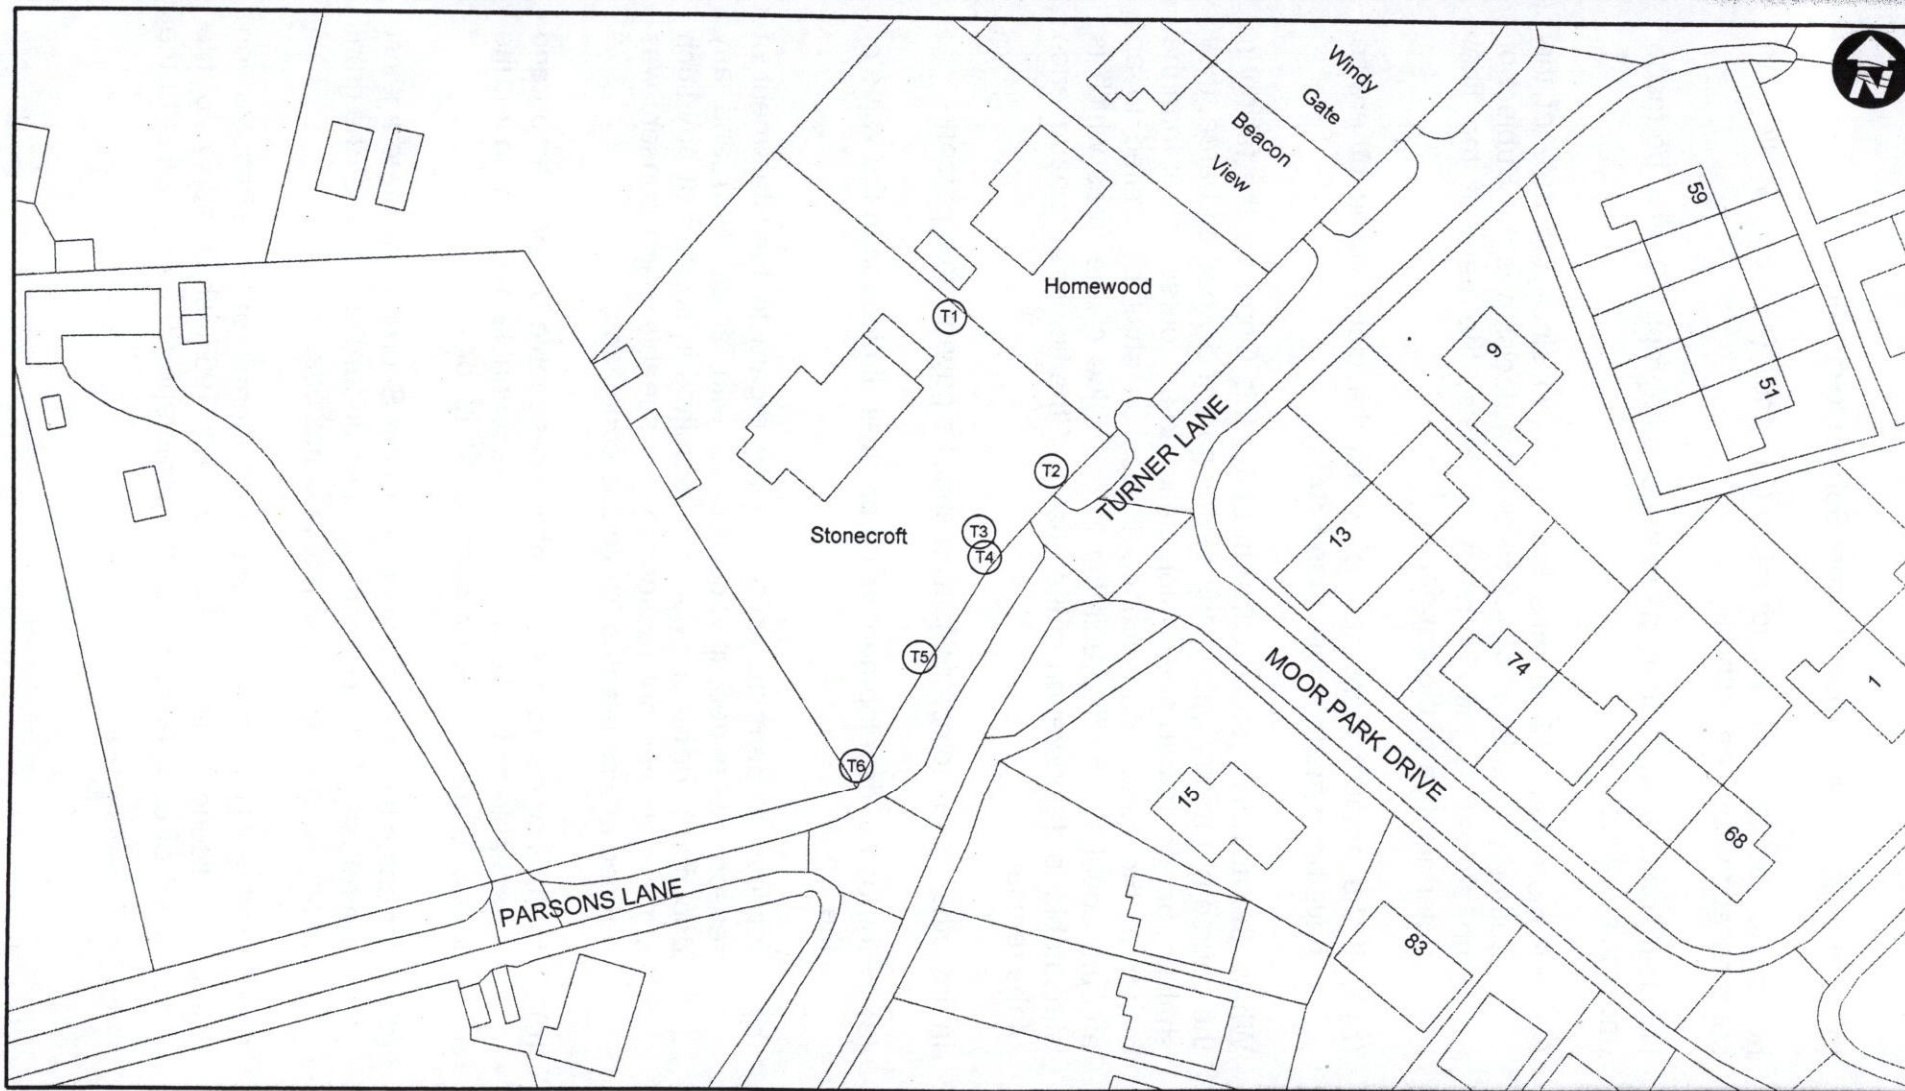 N
Windy
Gate
Beacon
View
59
51
Homewood
T1
9
TURNER LANE
T2
13
Stonecroft
T3
T4
T5
74
MOOR PARK DRIVE
1
T6
15
68
PARSONS LANE
83